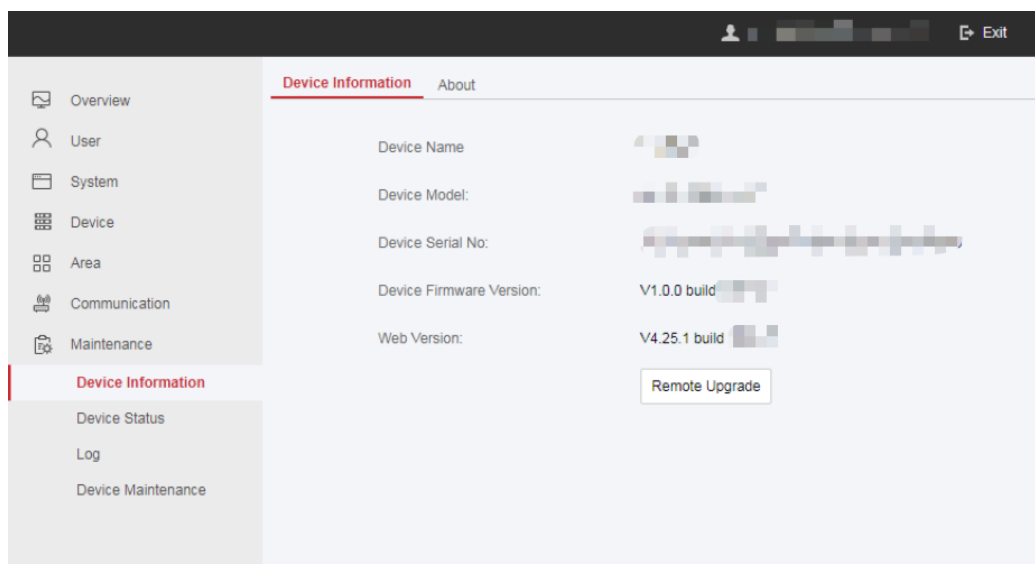 Exit
Device Information About
Overview
User
System
Device
Area
Communication
Maintenance
Device Information
Device Status
Log
Device Maintenance
Device Name
Device Model:
Device Serial No:
Device Firmware Version: V1.0.0 build
Web Version: V4.25.1 build
Remote Upgrade